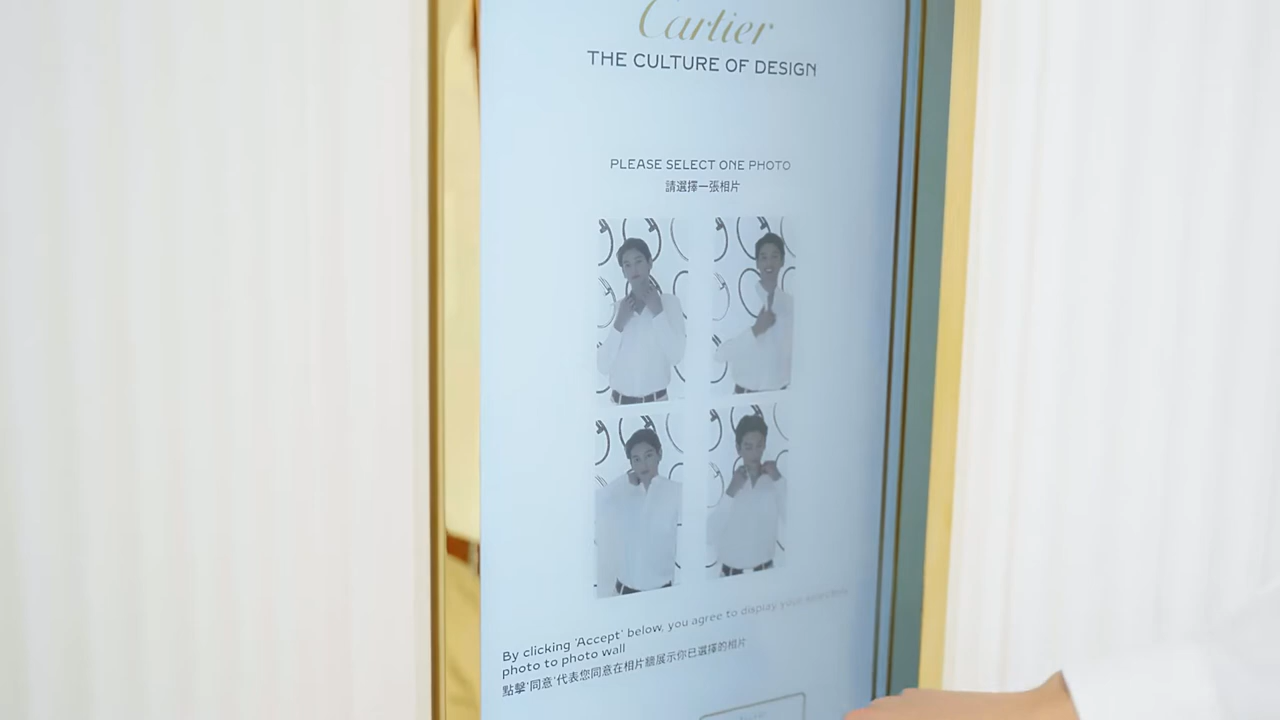 Cartier
THE CULTURE OF DESIGN
PLEASE SELECT ONE PHOTO
請選擇一張相片
By clicking 'Accept' below, you agree to display your selected
photo to photo wall
點擊'同意'代表您同意在相片牆展示你已選擇的相片